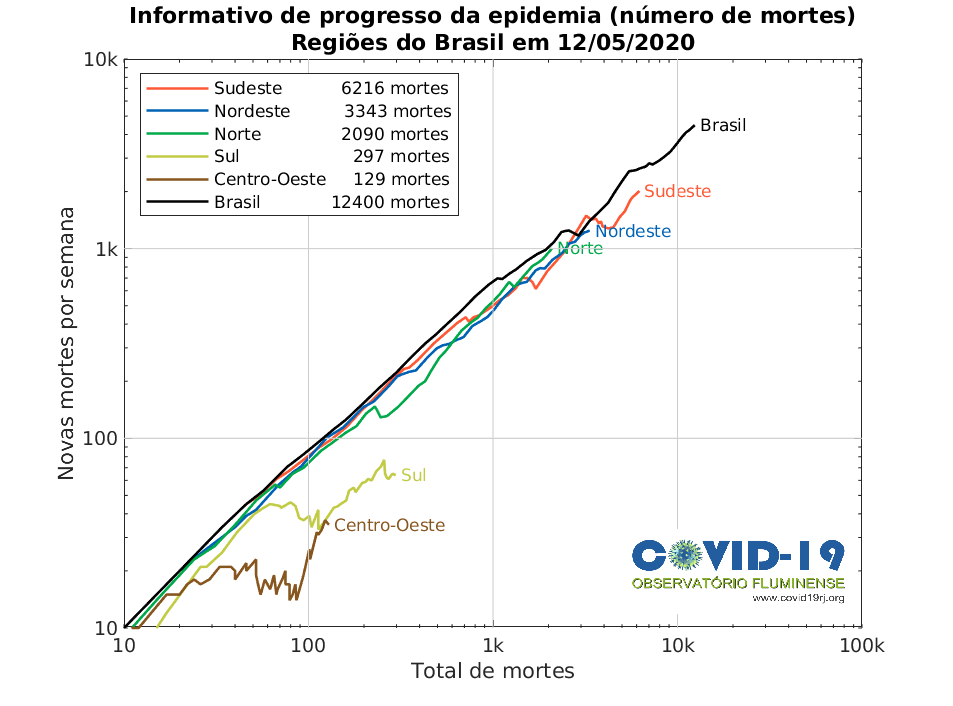 Informativo de progresso da epidemia (número de mortes)
Regiões do Brasil em 12/05/2020
10k
Sudeste 6216 mortes
Nordeste 3343 mortes
Norte 2090 mortes
Sul 297 mortes
Centro-Oeste 129 mortes
Brasil 12400 mortes
Brasil
Sudeste
Nordeste
Norte
1k
Novas mortes por semana
100
Sul
Centro-Oeste
COVID-19
OBSERVATÓRIO FLUMINENSE
www.covid19rj.org
10
10 100 1k 10k 100k
Total de mortes